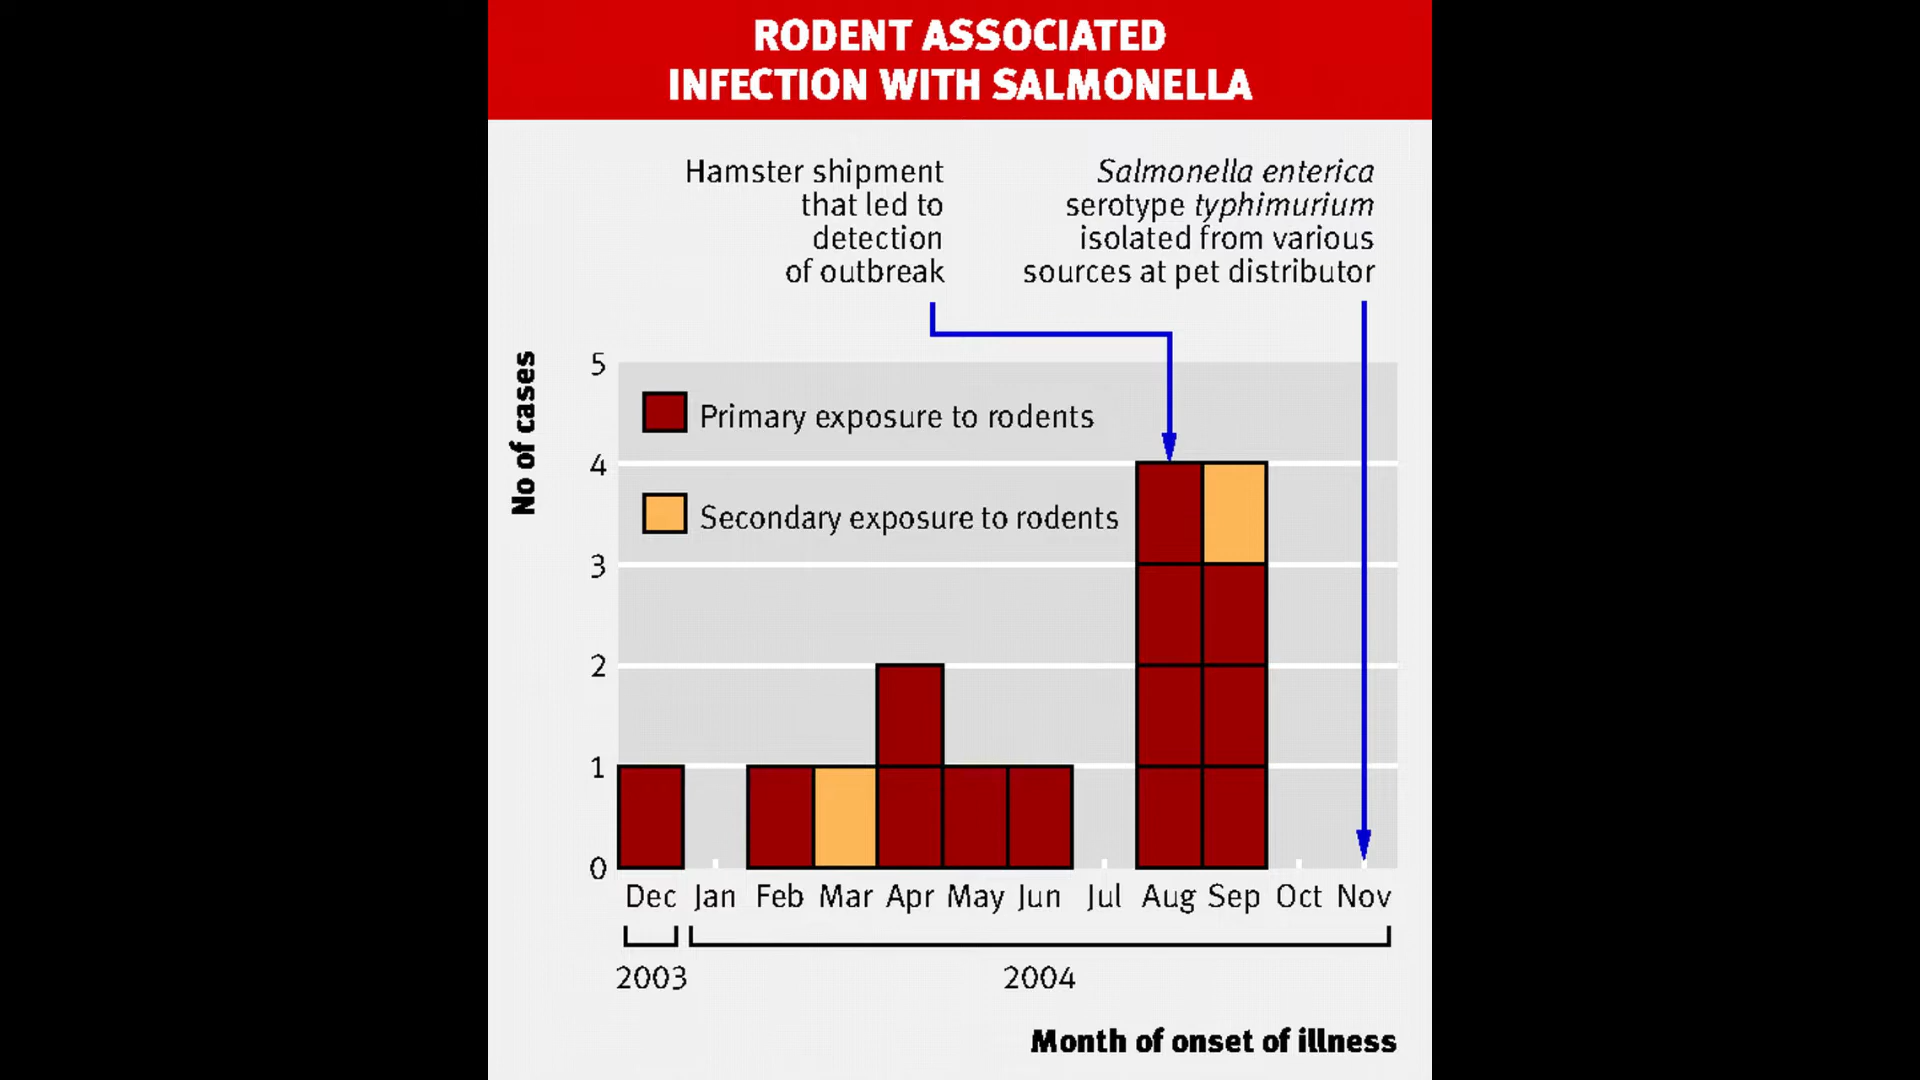 RODENT ASSOCIATED
INFECTION WITH SALMONELLA
Hamster shipment
that led to
detection
of outbreak
Salmonella enterica
serotype typhimurium
isolated from various
sources at pet distributor
No of cases
5
4
3
2
1
0
Primary exposure to rodents
Secondary exposure to rodents
Dec Jan Feb Mar Apr May Jun Jul Aug Sep Oct Nov
2003 2004
Month of onset of illness